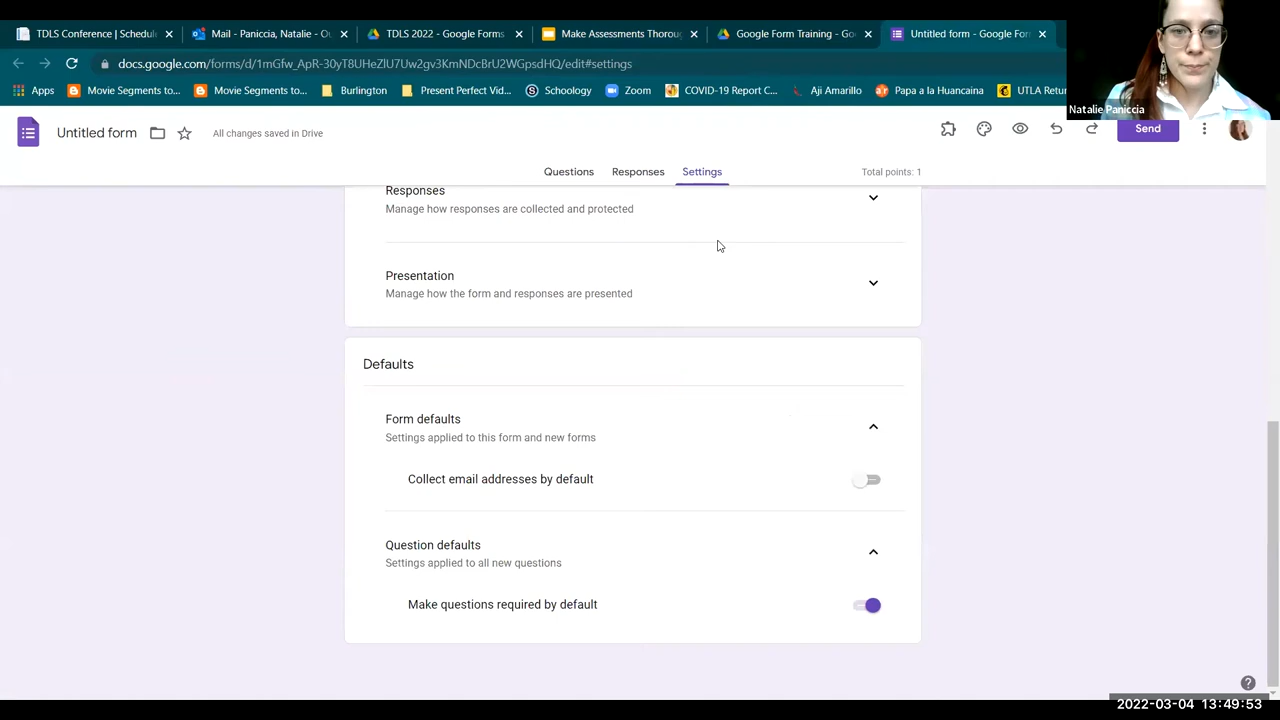 TDLS Conference | Schedul
Mail - Paniccia, Natalie - Ou
TDLS 2022 - Google Forms
Make Assessments Thoroug
Google Form Training - Goo
Untitled form - Google Form
docs.google.com/forms/d/1mGfw_ApR-30yT8UHeZlU7Uw2gv3KmNDcBrU2WGpsdHQ/edit#settings
Apps
Movie Segments to...
Movie Segments to...
Burlington
Present Perfect Vid...
Schoology
Zoom
COVID-19 Report C...
Aji Amarillo
Papa a la Huancaina
UTLA Retur
Natalie Paniccia
Untitled form
All changes saved in Drive
Send
Questions
Responses
Settings
Total points: 1
Responses
Manage how responses are collected and protected
Presentation
Manage how the form and responses are presented
Defaults
Form defaults
Settings applied to this form and new forms
Collect email addresses by default
Question defaults
Settings applied to all new questions
Make questions required by default
2022-03-04 13:49:53